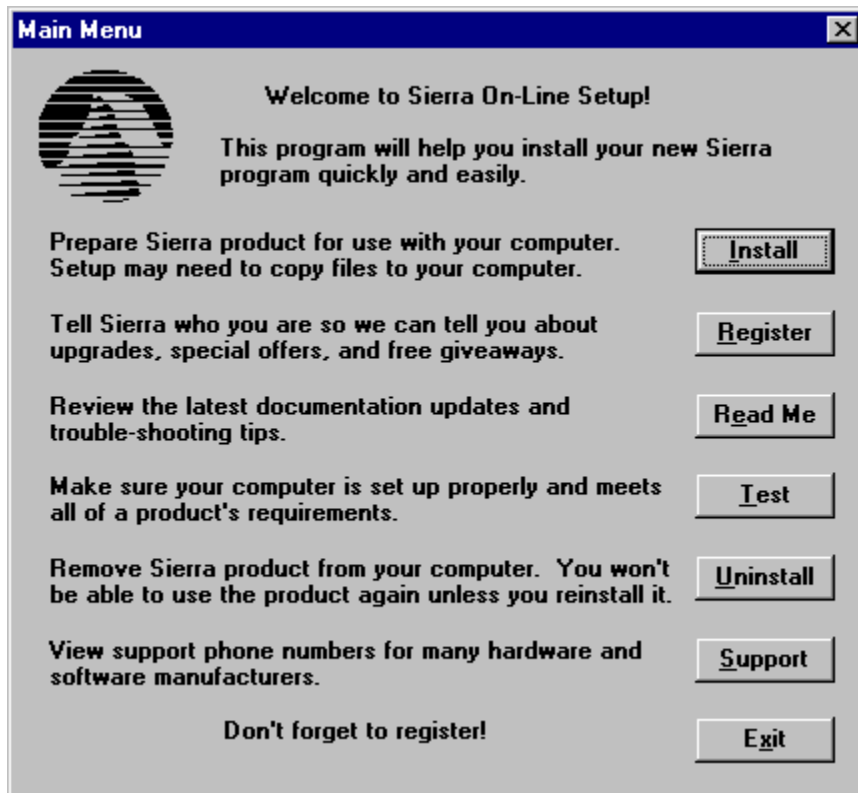 Main Menu
Welcome to Sierra On-Line Setup!
This program will help you install your new Sierra
program quickly and easily.
Prepare Sierra product for use with your computer.
Setup may need to copy files to your computer.
Install
Tell Sierra who you are so we can tell you about
upgrades, special offers, and free giveaways.
Register
Review the latest documentation updates and
trouble-shooting tips.
Read Me
Make sure your computer is set up properly and meets
all of a product's requirements.
Test
Remove Sierra product from your computer.  You won't
be able to use the product again unless you reinstall it.
Uninstall
View support phone numbers for many hardware and
software manufacturers.
Support
Don't forget to register!
Exit